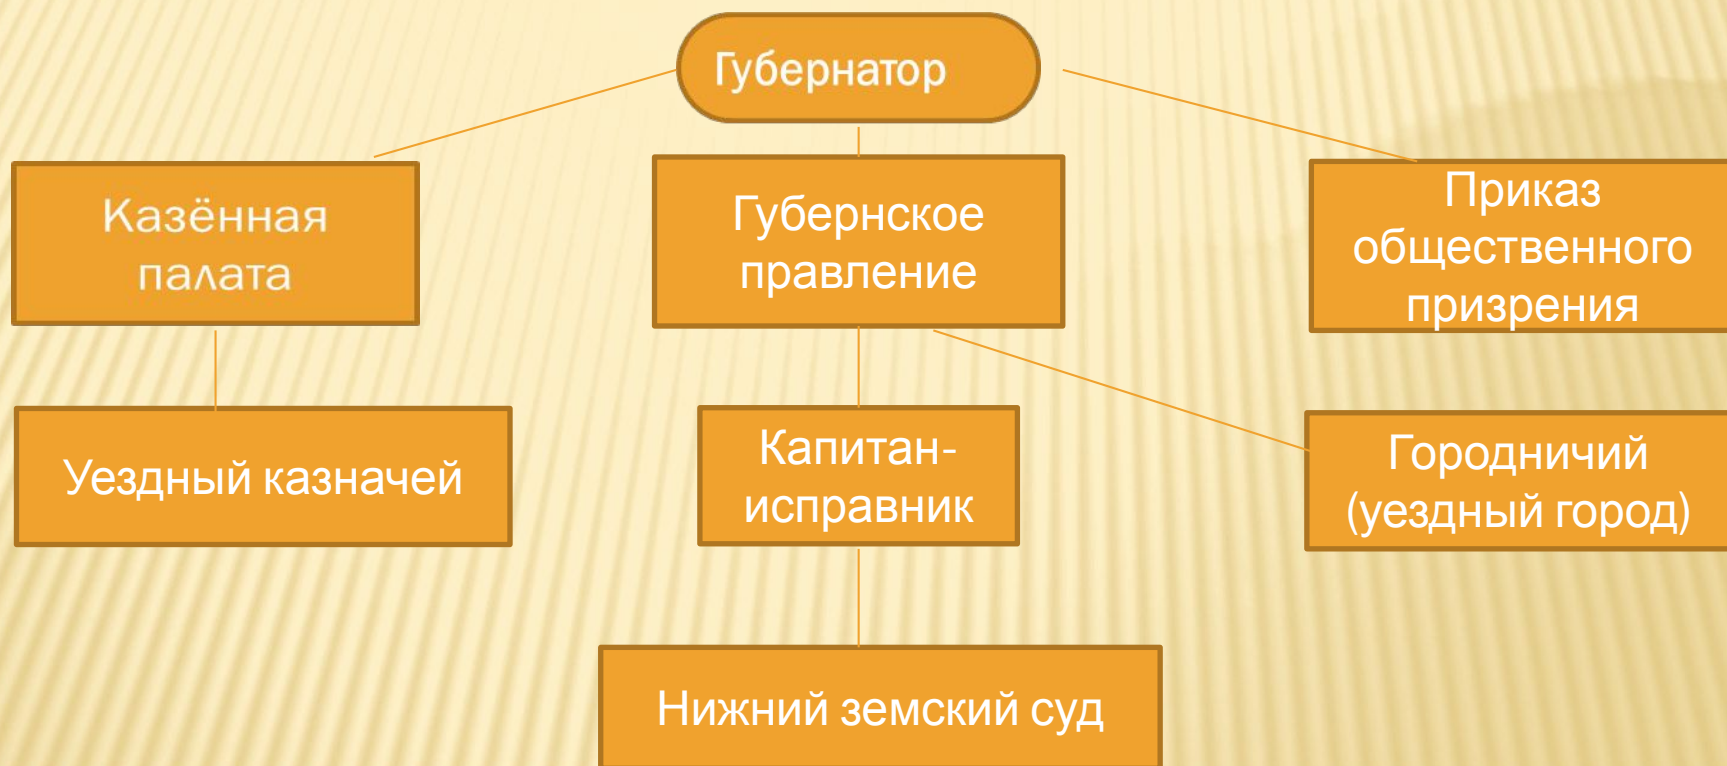 Губернатор
Казённая
палата
Губернское
правление
Приказ
общественного
призрения
Уездный казначей
Капитан-
исправник
Городничий
(уездный город)
Нижний земский суд